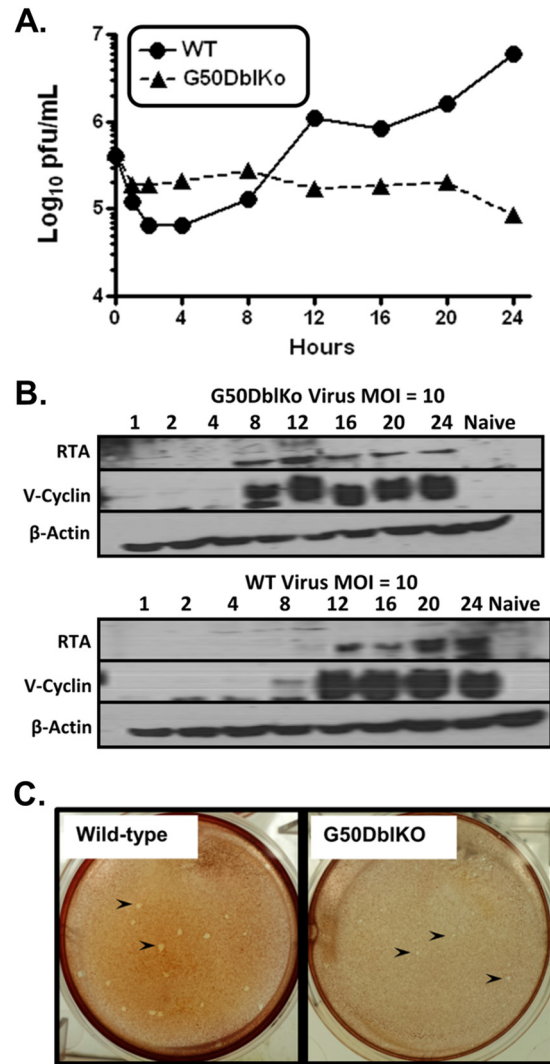 A.
WT
G50DblKo
Log10 pfu/mL
7
6
5
4
0 4 8 12 16 20 24
Hours
B.
G50DblKo Virus MOI = 10
1 2 4 8 12 16 20 24 Naive
RTA
V-Cyclin
β-Actin
WT Virus MOI = 10
1 2 4 8 12 16 20 24 Naive
RTA
V-Cyclin
β-Actin
C.
Wild-type
G50DblKO